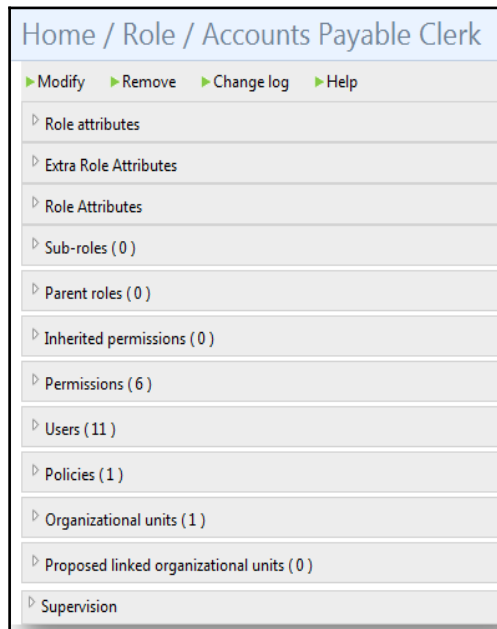 Home / Role / Accounts Payable Clerk
Modify Remove Change log Help
Role attributes
Extra Role Attributes
Role Attributes
Sub-roles ( 0 )
Parent roles ( 0 )
Inherited permissions ( 0 )
Permissions ( 6 )
Users ( 11 )
Policies ( 1 )
Organizational units ( 1 )
Proposed linked organizational units ( 0 )
Supervision